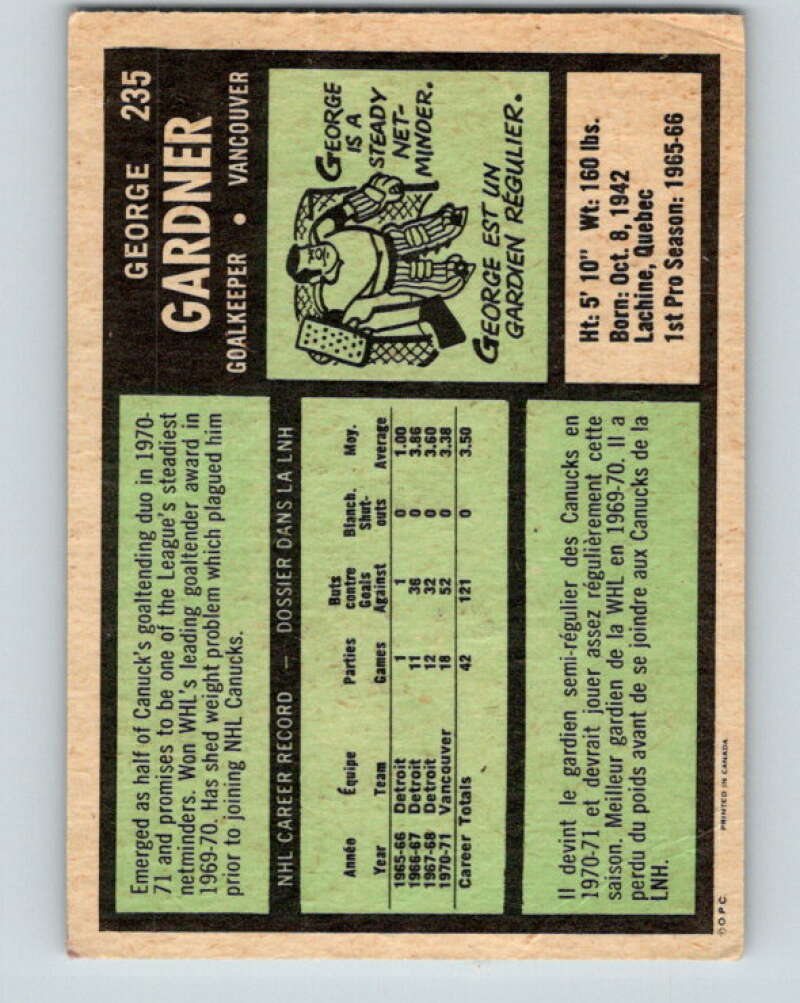 GEORGE 235
GARDNER
GOALKEEPER • VANCOUVER
Emerged as half of Canuck's goaltending duo in 1970-
71 and promises to be one of the League's steadiest
netminders. Won WHL's leading goaltender award in
1969-70. Has shed weight problem which plagued him
prior to joining NHL Canucks.
GEORGE
IS A
STEADY
NET-
MINDER.
GEORGE EST UN
GARDIEN RÉGULIER.
NHL CAREER RECORD — DOSSIER DANS LA LNH
Année Équipe Parties Buts contre Blanch. Moy.
Year Team Games Goals Against Shut-outs Average
1965-66 Detroit 1 1 0 1.00
1966-67 Detroit 11 36 0 3.86
1967-68 Detroit 12 32 0 3.60
1970-71 Vancouver 18 52 0 3.38
Career Totals 42 121 0 3.50
Ht: 5' 10" Wt: 160 lbs.
Born: Oct. 8, 1942
Lachine, Quebec
1st Pro Season: 1965-66
Il devint le gardien semi-régulier des Canucks en
1970-71 et devrait jouer assez régulièrement cette
saison. Meilleur gardien de la WHL en 1969-70. Il a
perdu du poids avant de se joindre aux Canucks de la
LNH.
© O.P.C. PRINTED IN CANADA